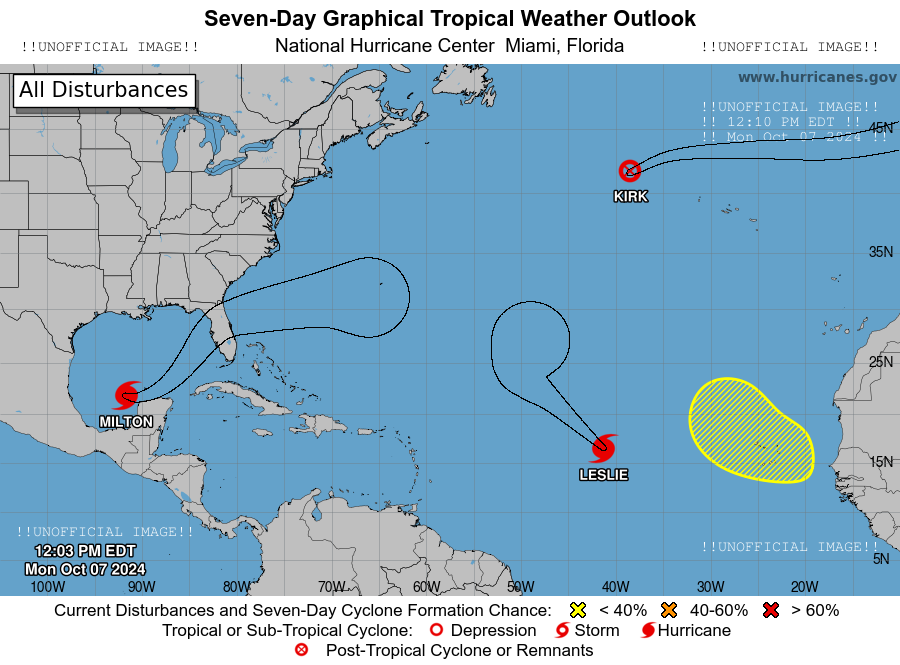 Seven-Day Graphical Tropical Weather Outlook
!!UNOFFICIAL IMAGE!! National Hurricane Center Miami, Florida !!UNOFFICIAL IMAGE!!
All Disturbances
www.hurricanes.gov
!!UNOFFICIAL IMAGE!!
!! 12:10 PM EDT !!
45N
!! Mon Oct 07 2024 !!
KIRK
35N
25N
MILTON
15N
LESLIE
!!UNOFFICIAL IMAGE!!
!!UNOFFICIAL IMAGE!!
12:03 PM EDT
5N
Mon Oct 07 2024
100W 90W 80W 70W 60W 50W 40W 30W 20W
Current Disturbances and Seven-Day Cyclone Formation Chance: < 40% 40-60% > 60%
Tropical or Sub-Tropical Cyclone: Depression Storm Hurricane
Post-Tropical Cyclone or Remnants